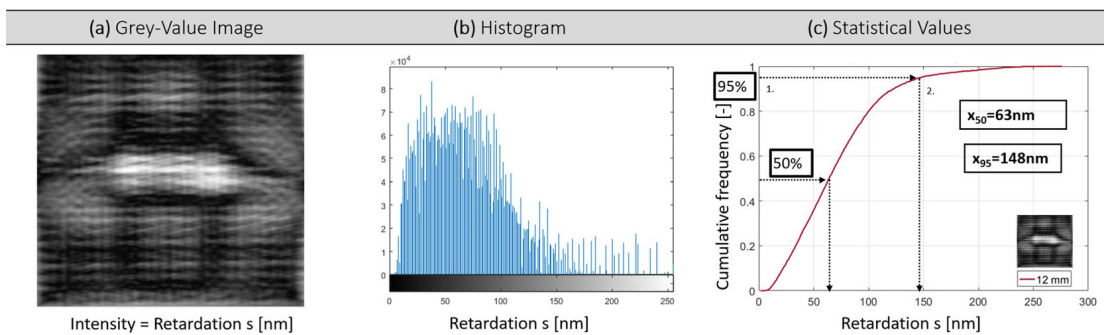 (a) Grey-Value Image
(b) Histogram
(c) Statistical Values
Intensity = Retardation s [nm]
×10⁴
9
8
7
6
5
4
3
2
1
0
0 50 100 150 200 250
Retardation s [nm]
Cumulative frequency [-]
1
0.8
0.6
0.4
0.2
0
95%
1.
2.
50%
x50=63nm
x95=148nm
12 mm
0 50 100 150 200 250 300
Retardation s [nm]